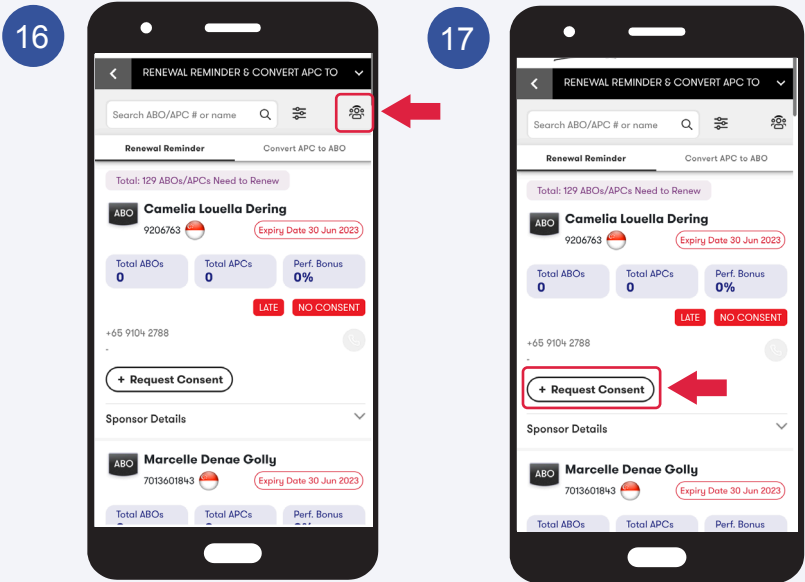 16
RENEWAL REMINDER & CONVERT APC TO
Search ABO/APC # or name
Renewal Reminder Convert APC to ABO
Total: 129 ABOs/APCs Need to Renew
ABO Camelia Louella Dering
9206763 Expiry Date 30 Jun 2023
Total ABOs Total APCs Perf. Bonus
0 0 0%
LATE NO CONSENT
+65 9104 2788
-
+ Request Consent
Sponsor Details
ABO Marcelle Denae Golly
7013601843 Expiry Date 30 Jun 2023
Total ABOs Total APCs Perf. Bonus
17
RENEWAL REMINDER & CONVERT APC TO
Search ABO/APC # or name
Renewal Reminder Convert APC to ABO
Total: 129 ABOs/APCs Need to Renew
ABO Camelia Louella Dering
9206763 Expiry Date 30 Jun 2023
Total ABOs Total APCs Perf. Bonus
0 0 0%
LATE NO CONSENT
+65 9104 2788
-
+ Request Consent
Sponsor Details
ABO Marcelle Denae Golly
7013601843 Expiry Date 30 Jun 2023
Total ABOs Total APCs Perf. Bonus